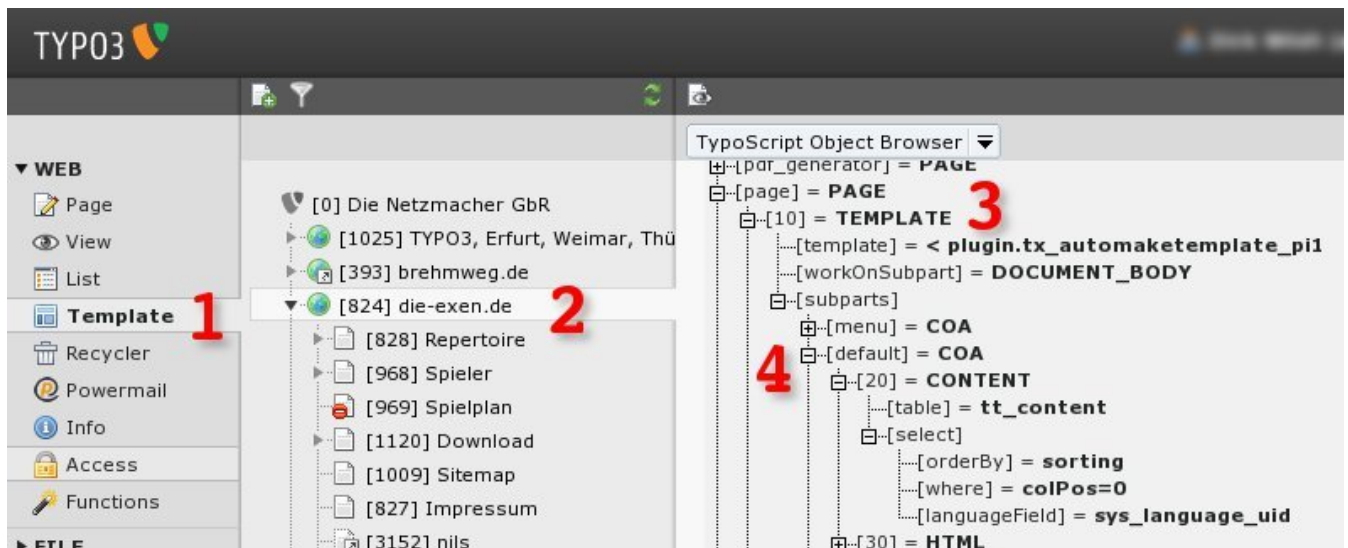 TYPO3
TypoScript Object Browser
WEB
Page
View
List
Template
Recycler
Powermail
Info
Access
Functions
FILE
1
[0] Die Netzmacher GbR
[1025] TYPO3, Erfurt, Weimar, Thü
[393] brehmweg.de
[824] die-exen.de
2
[828] Repertoire
[968] Spieler
[969] Spielplan
[1120] Download
[1009] Sitemap
[827] Impressum
[3152] nils
[pdf_generator] = PAGE
[page] = PAGE
3
[10] = TEMPLATE
[template] = < plugin.tx_automaketemplate_pi1
[workOnSubpart] = DOCUMENT_BODY
[subparts]
[menu] = COA
4
[default] = COA
[20] = CONTENT
[table] = tt_content
[select]
[orderBy] = sorting
[where] = colPos=0
[languageField] = sys_language_uid
[30] = HTML